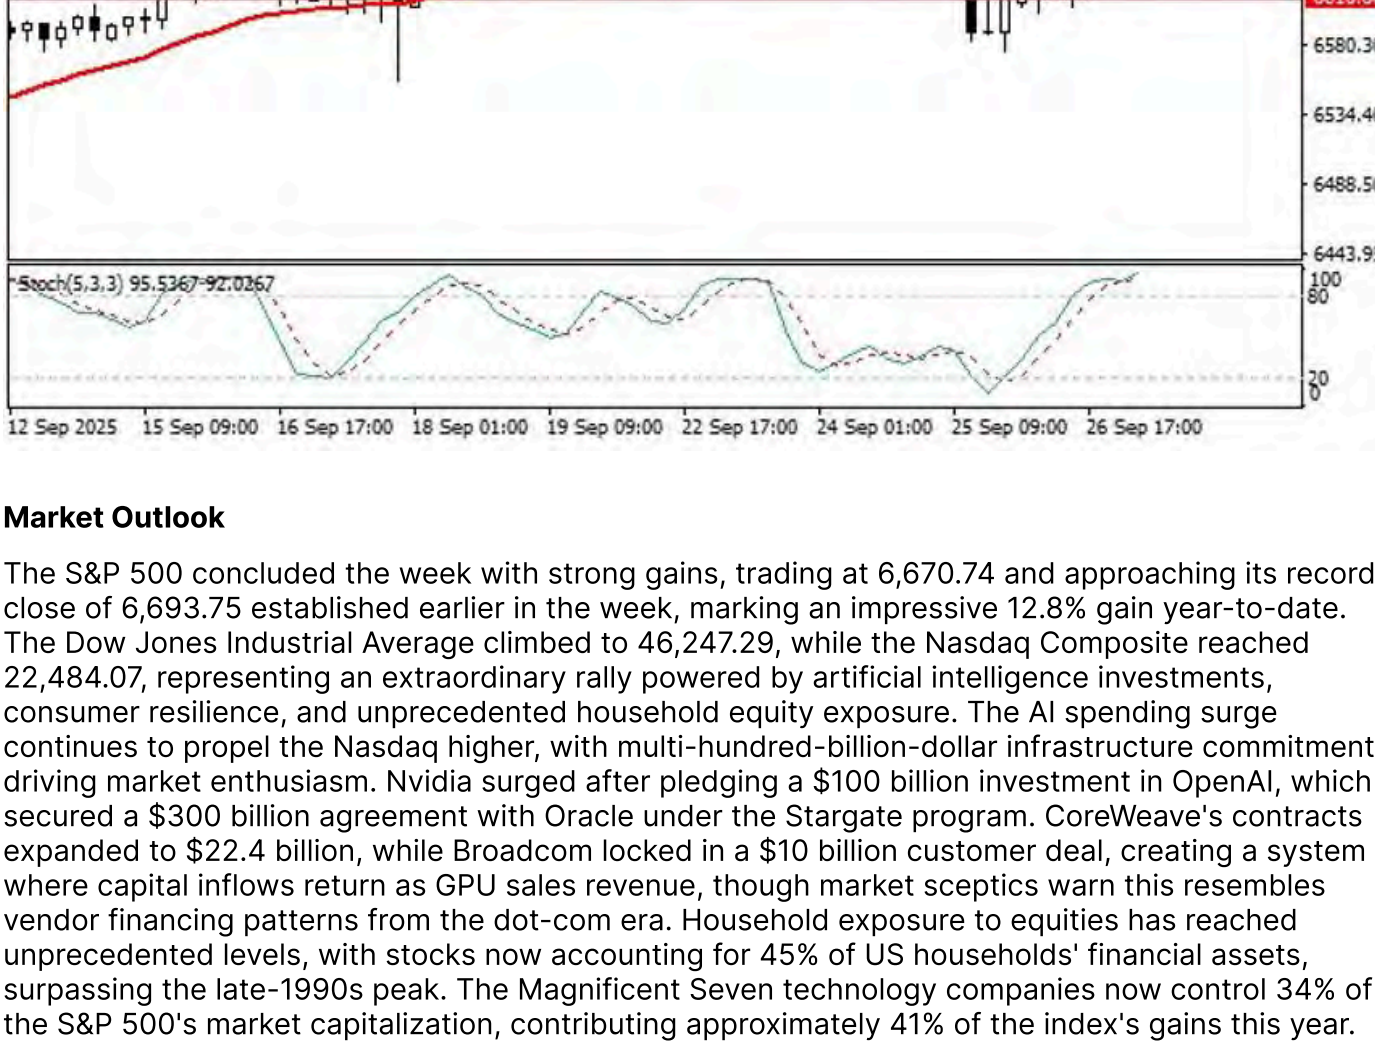 6580.3
6534.4
6488.5
6443.9
Stoch(5,3,3) 95.5367 92.0267
100
80
20
0
12 Sep 2025 15 Sep 09:00 16 Sep 17:00 18 Sep 01:00 19 Sep 09:00 22 Sep 17:00 24 Sep 01:00 25 Sep 09:00 26 Sep 17:00
Market Outlook
The S&P 500 concluded the week with strong gains, trading at 6,670.74 and approaching its record
close of 6,693.75 established earlier in the week, marking an impressive 12.8% gain year-to-date.
The Dow Jones Industrial Average climbed to 46,247.29, while the Nasdaq Composite reached
22,484.07, representing an extraordinary rally powered by artificial intelligence investments,
consumer resilience, and unprecedented household equity exposure. The AI spending surge
continues to propel the Nasdaq higher, with multi-hundred-billion-dollar infrastructure commitment
driving market enthusiasm. Nvidia surged after pledging a $100 billion investment in OpenAI, which
secured a $300 billion agreement with Oracle under the Stargate program. CoreWeave's contracts
expanded to $22.4 billion, while Broadcom locked in a $10 billion customer deal, creating a system
where capital inflows return as GPU sales revenue, though market sceptics warn this resembles
vendor financing patterns from the dot-com era. Household exposure to equities has reached
unprecedented levels, with stocks now accounting for 45% of US households' financial assets,
surpassing the late-1990s peak. The Magnificent Seven technology companies now control 34% of
the S&P 500's market capitalization, contributing approximately 41% of the index's gains this year.